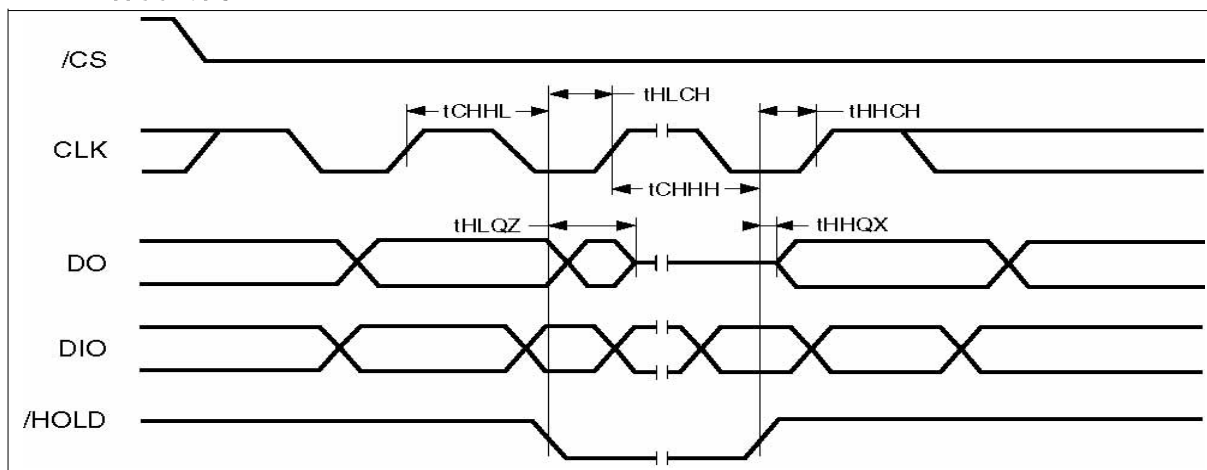 /CS
tHLCH
tCHHL
tHHCH
CLK
tCHHH
tHLQZ
tHHQX
DO
DIO
/HOLD